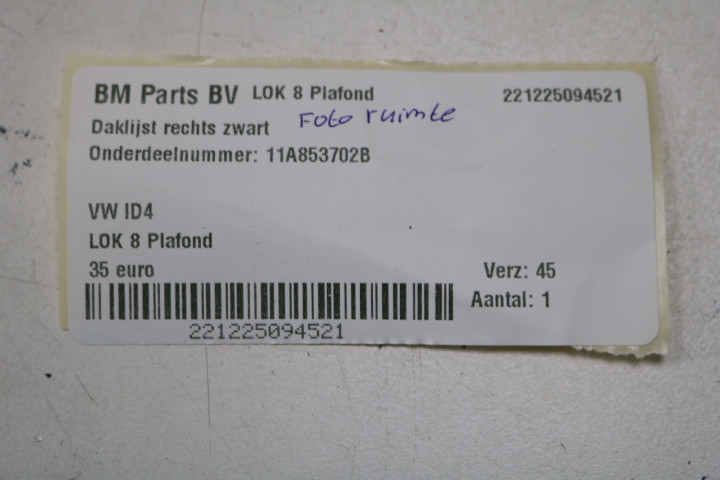 BM Parts BV LOK 8 Plafond 221225094521
Daklijst rechts zwart Foto ruimte
Onderdeelnummer: 11A853702B
VW ID4
LOK 8 Plafond
35 euro Verz: 45
Aantal: 1
221225094521